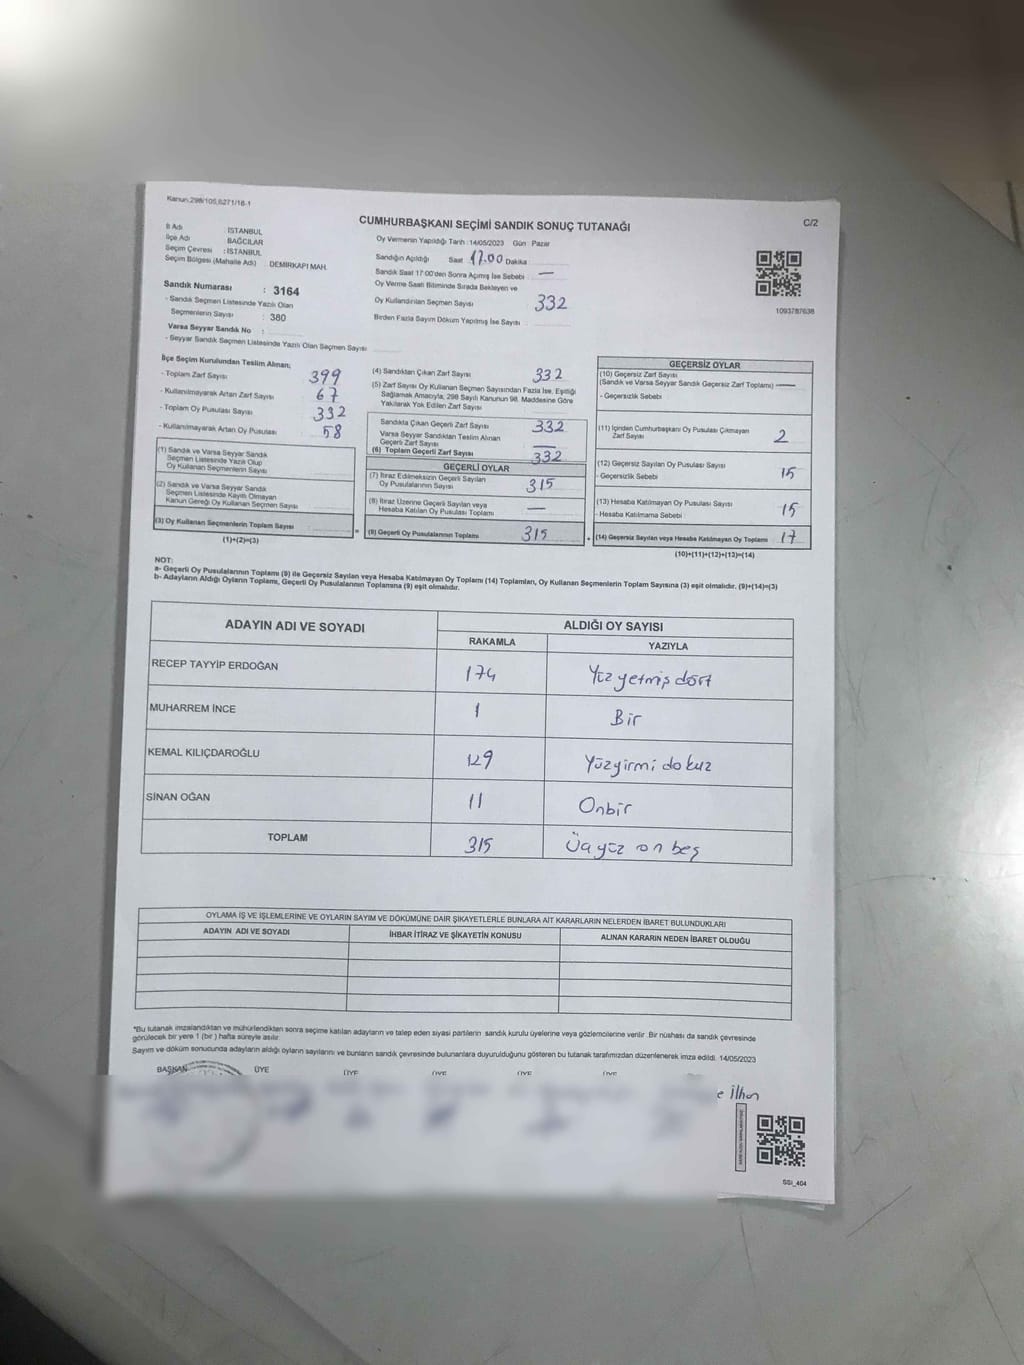 Kanun,298/105,6271/18-1
C/2
CUMHURBAŞKANI SEÇİMİ SANDIK SONUÇ TUTANAĞI
İl Adı : İSTANBUL
İlçe Adı : BAĞCILAR
Seçim Çevresi : İSTANBUL
Seçim Bölgesi (Mahalle Adı) : DEMİRKAPI MAH.
Oy Vermenin Yapıldığı Tarih :14/05/2023 Gün : Pazar
Sandığın Açıldığı Saat 17.00 Dakika
Sandık Saat 17:00'den Sonra Açımış İse Sebebi —
Oy Verme Saati Bitiminde Sırada Bekleyen ve
Oy Kullandırılan Seçmen Sayısı 332
Birden Fazla Sayım Döküm Yapılmış İse Sayısı
1093787638
Sandık Numarası : 3164
- Sandık Seçmen Listesinde Yazılı Olan
Seçmenlerin Sayısı : 380
Varsa Seyyar Sandık No :
- Seyyar Sandık Seçmen Listesinde Yazılı Olan Seçmen Sayısı
İlçe Seçim Kurulundan Teslim Alınan;
- Toplam Zarf Sayısı 399
- Kullanılmayarak Artan Zarf Sayısı 67
- Toplam Oy Pusulası Sayısı 332
- Kullanılmayarak Artan Oy Pusulası 58
(1) Sandık ve Varsa Seyyar Sandık
Seçmen Listesinde Yazılı Olup
Oy Kullanan Seçmenlerin Sayısı
(2) Sandık ve Varsa Seyyar Sandık
Seçmen Listesinde Kayıtlı Olmayan
Kanun Gereği Oy Kullanan Seçmen Sayısı
(3) Oy Kullanan Seçmenlerin Toplam Sayısı
(1)+(2)=(3)
=
(4) Sandıktan Çıkan Zarf Sayısı 332
(5) Zarf Sayısı Oy Kullanan Seçmen Sayısından Fazla İse, Eşitliği
Sağlamak Amacıyla, 298 Sayılı Kanunun 98. Maddesine Göre
Yakılarak Yok Edilen Zarf Sayısı
Sandıkta Çıkan Geçerli Zarf Sayısı 332
Varsa Seyyar Sandıktan Teslim Alınan
Geçerli Zarf Sayısı —
(6) Toplam Geçerli Zarf Sayısı 332
GEÇERLİ OYLAR
(7) İtiraz Edilmeksizin Geçerli Sayılan
Oy Pusulalarının Sayısı 315
(8) İtiraz Üzerine Geçerli Sayılan veya
Hesaba Katılan Oy Pusulası Toplamı —
(9) Geçerli Oy Pusulalarının Toplamı 315
+
GEÇERSİZ OYLAR
(10) Geçersiz Zarf Sayısı
(Sandık ve Varsa Seyyar Sandık Geçersiz Zarf Toplamı) —
- Geçersizlik Sebebi
(11) İçinden Cumhurbaşkanı Oy Pusulası Çıkmayan
Zarf Sayısı 2
(12) Geçersiz Sayılan Oy Pusulası Sayısı 15
- Geçersizlik Sebebi
(13) Hesaba Katılmayan Oy Pusulası Sayısı 15
- Hesaba Katılmama Sebebi
(14) Geçersiz Sayılan veya Hesaba Katılmayan Oy Toplamı 17
(10)+(11)+(12)+(13)=(14)
NOT:
a- Geçerli Oy Pusulalarının Toplamı (9) ile Geçersiz Sayılan veya Hesaba Katılmayan Oy Toplamı (14) Toplamları, Oy Kullanan Seçmenlerin Toplam Sayısına (3) eşit olmalıdır. (9)+(14)=(3)
b- Adayların Aldığı Oyların Toplamı, Geçerli Oy Pusulalarının Toplamına (9) eşit olmalıdır.
ADAYIN ADI VE SOYADI ALDIĞI OY SAYISI
RAKAMLA YAZIYLA
RECEP TAYYİP ERDOĞAN 174 Yüz yetmiş dört
MUHARREM İNCE 1 Bir
KEMAL KILIÇDAROĞLU 129 Yüzyirmi dokuz
SİNAN OĞAN 11 Onbir
TOPLAM 315 Üçyüz on beş
OYLAMA İŞ VE İŞLEMLERİNE VE OYLARIN SAYIM VE DÖKÜMÜNE DAİR ŞİKAYETLERLE BUNLARA AİT KARARLARIN NELERDEN İBARET BULUNDUKLARI
ADAYIN ADI VE SOYADI İHBAR İTİRAZ VE ŞİKAYETİN KONUSU ALINAN KARARIN NEDEN İBARET OLDUĞU
*Bu tutanak imzalandıktan ve mühürlendikten sonra seçime katılan adayların ve talep eden siyasi partilerin sandık kurulu üyelerine veya gözlemcilerine verilir. Bir nüshası da sandık çevresinde
görülecek bir yere 1 (bir ) hafta süreyle asılır.
Sayım ve döküm sonucunda adayların aldığı oyların sayılarını ve bunların sandık çevresinde bulunanlara duyurulduğunu gösteren bu tutanak tarafımızdan düzenlenerek imza edildi. 14/05/2023
BAŞKAN ÜYE ÜYE ÜYE ÜYE ÜYE
e İlhan
SSI_404